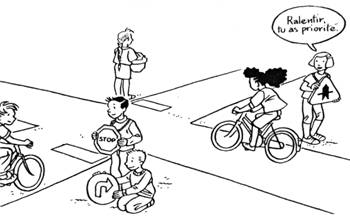 Ralentir,
tu as priorité.
STOP